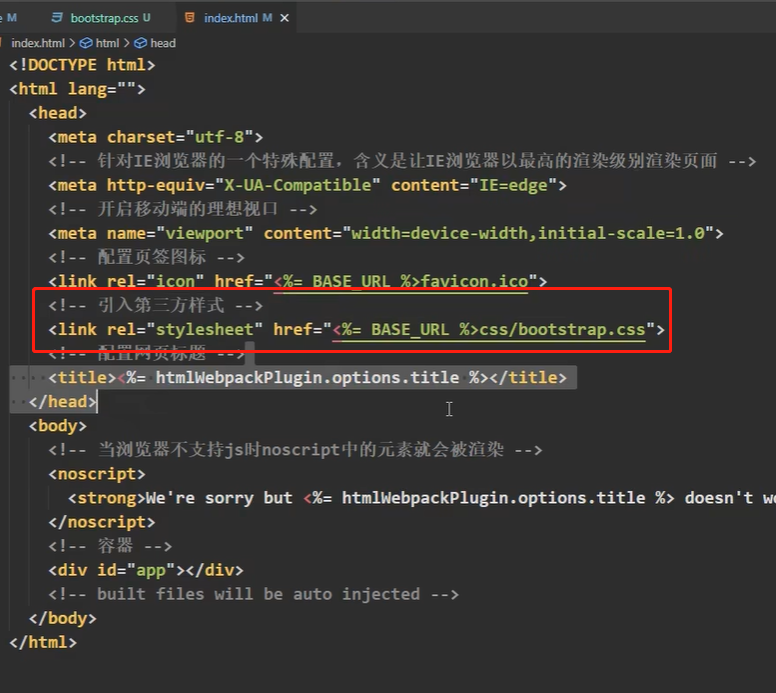 M bootstrap.css U index.html M ✕
index.html > html > head
<!DOCTYPE html>
<html lang="">
<head>
<meta charset="utf-8">
<!-- 针对IE浏览器的一个特殊配置，含义是让IE浏览器以最高的渲染级别渲染页面 -->
<meta http-equiv="X-UA-Compatible" content="IE=edge">
<!-- 开启移动端的理想视口 -->
<meta name="viewport" content="width=device-width,initial-scale=1.0">
<!-- 配置页签图标 -->
<link rel="icon" href="<%= BASE_URL %>favicon.ico">
<!-- 引入第三方样式 -->
<link rel="stylesheet" href="<%= BASE_URL %>css/bootstrap.css">
<!-- 配置网页标题 -->
<title><%= htmlWebpackPlugin.options.title %></title>
</head>
<body>
<!-- 当浏览器不支持js时noscript中的元素就会被渲染 -->
<noscript>
<strong>We're sorry but <%= htmlWebpackPlugin.options.title %> doesn't
</noscript>
<!-- 容器 -->
<div id="app"></div>
<!-- built files will be auto injected -->
</body>
</html>